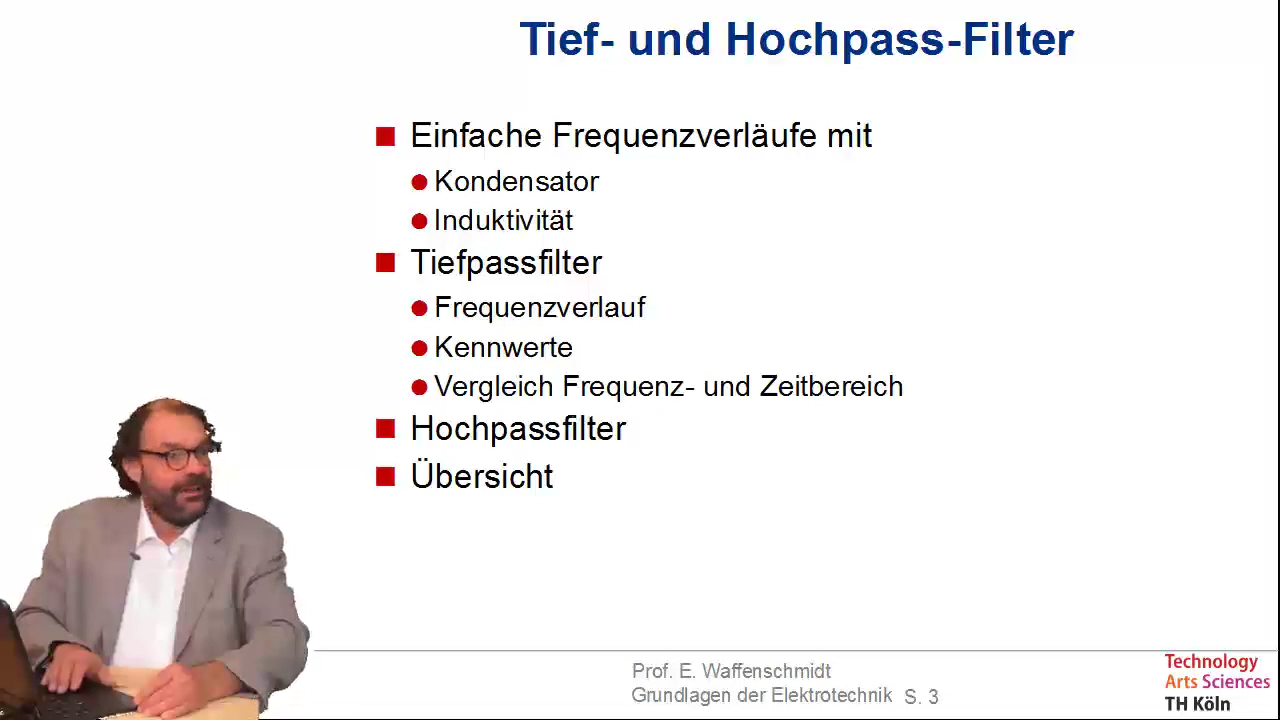 Tief- und Hochpass-Filter
Einfache Frequenzverläufe mit
Kondensator
Induktivität
Tiefpassfilter
Frequenzverlauf
Kennwerte
Vergleich Frequenz- und Zeitbereich
Hochpassfilter
Übersicht
Prof. E. Waffenschmidt
Grundlagen der Elektrotechnik S. 3
Technology
Arts Sciences
TH Köln